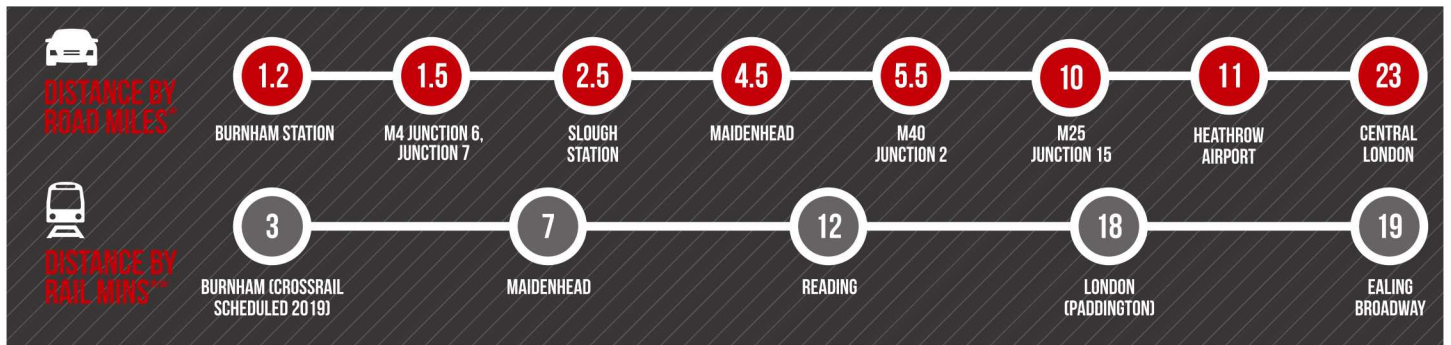 DISTANCE BY
ROAD MILES*
1.2
1.5
2.5
4.5
5.5
10
11
23
BURNHAM STATION
M4 JUNCTION 6,
JUNCTION 7
SLOUGH
STATION
MAIDENHEAD
M40
JUNCTION 2
M25
JUNCTION 15
HEATHROW
AIRPORT
CENTRAL
LONDON
DISTANCE BY
RAIL MINS**
3
7
12
18
19
BURNHAM (CROSSRAIL
SCHEDULED 2019)
MAIDENHEAD
READING
LONDON
(PADDINGTON)
EALING
BROADWAY